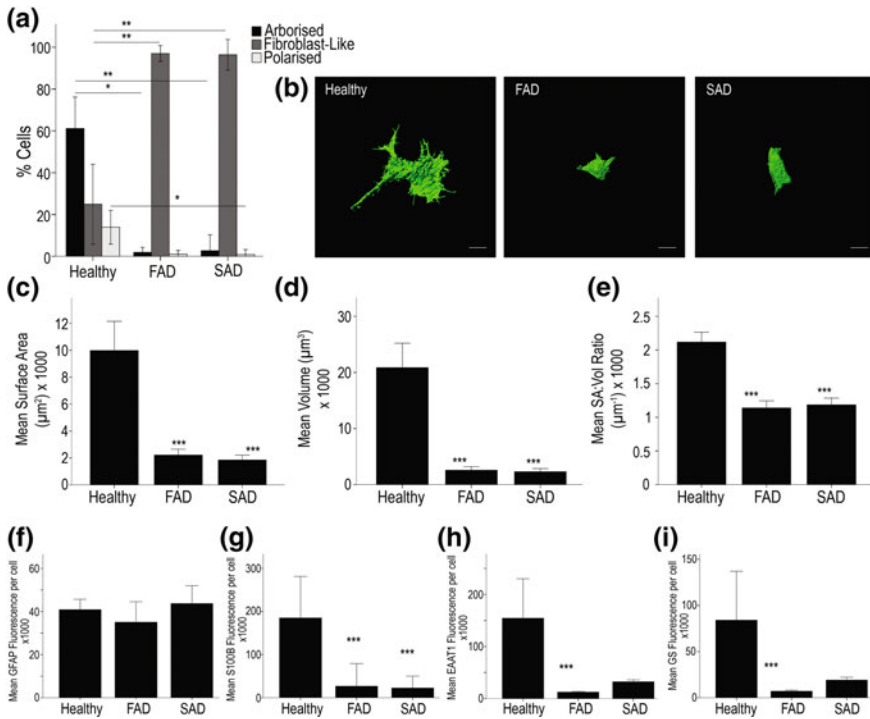 (a)
**
**
**
*
*
Arborised
Fibroblast-Like
Polarised
% Cells
100
80
60
40
20
0
Healthy FAD SAD
(b)
Healthy FAD SAD
(c)
Mean Surface Area
(µm²) x 1000
12
10
8
6
4
2
0
*** ***
Healthy FAD SAD
(d)
Mean Volume (µm³)
x 1000
30
20
10
0
*** ***
Healthy FAD SAD
(e)
Mean SA:Vol Ratio
(µm⁻¹) x 1000
2.5
2
1.5
1
0.5
0
*** ***
Healthy FAD SAD
(f)
Mean GFAP Fluorescence per cell
x1000
60
40
20
0
Healthy FAD SAD
(g)
Mean S100B Fluorescence per cell
x1000
300
200
100
0
*** ***
Healthy FAD SAD
(h)
Mean EAAT1 Fluorescence per cell
x1000
200
150
100
0
***
Healthy FAD SAD
(i)
Mean GS Fluorescence per cell
x1000
150
100
50
0
***
Healthy FAD SAD